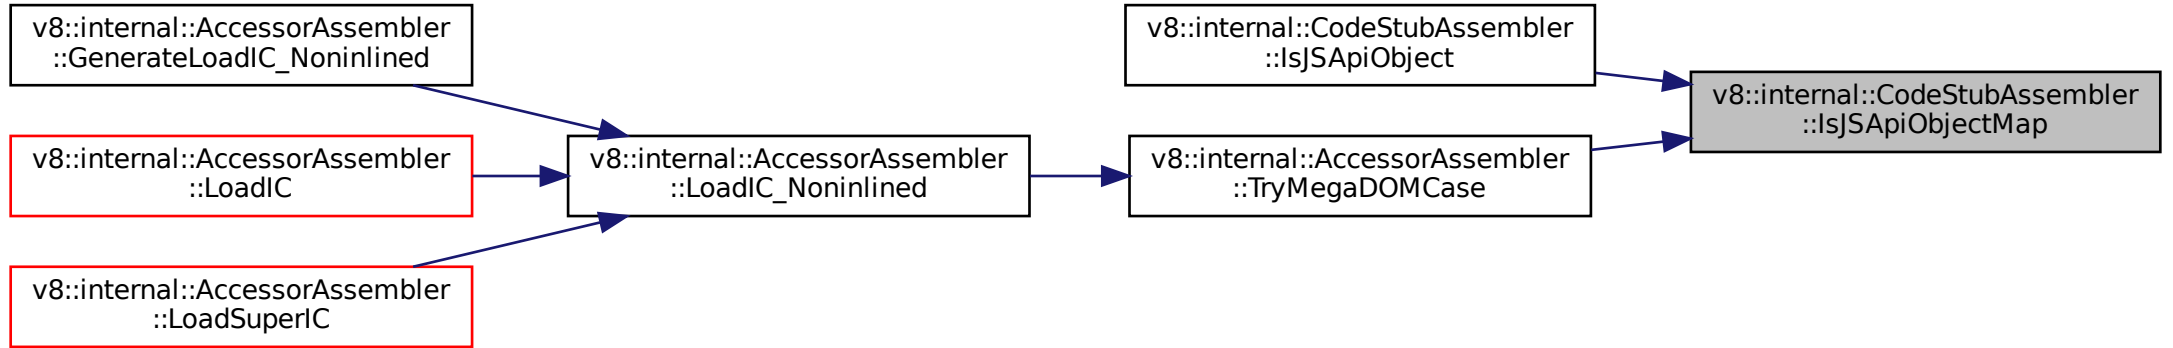 v8::internal::AccessorAssembler
::GenerateLoadIC_Noninlined
v8::internal::AccessorAssembler
::LoadIC
v8::internal::AccessorAssembler
::LoadSuperIC
v8::internal::AccessorAssembler
::LoadIC_Noninlined
v8::internal::CodeStubAssembler
::IsJSApiObject
v8::internal::AccessorAssembler
::TryMegaDOMCase
v8::internal::CodeStubAssembler
::IsJSApiObjectMap